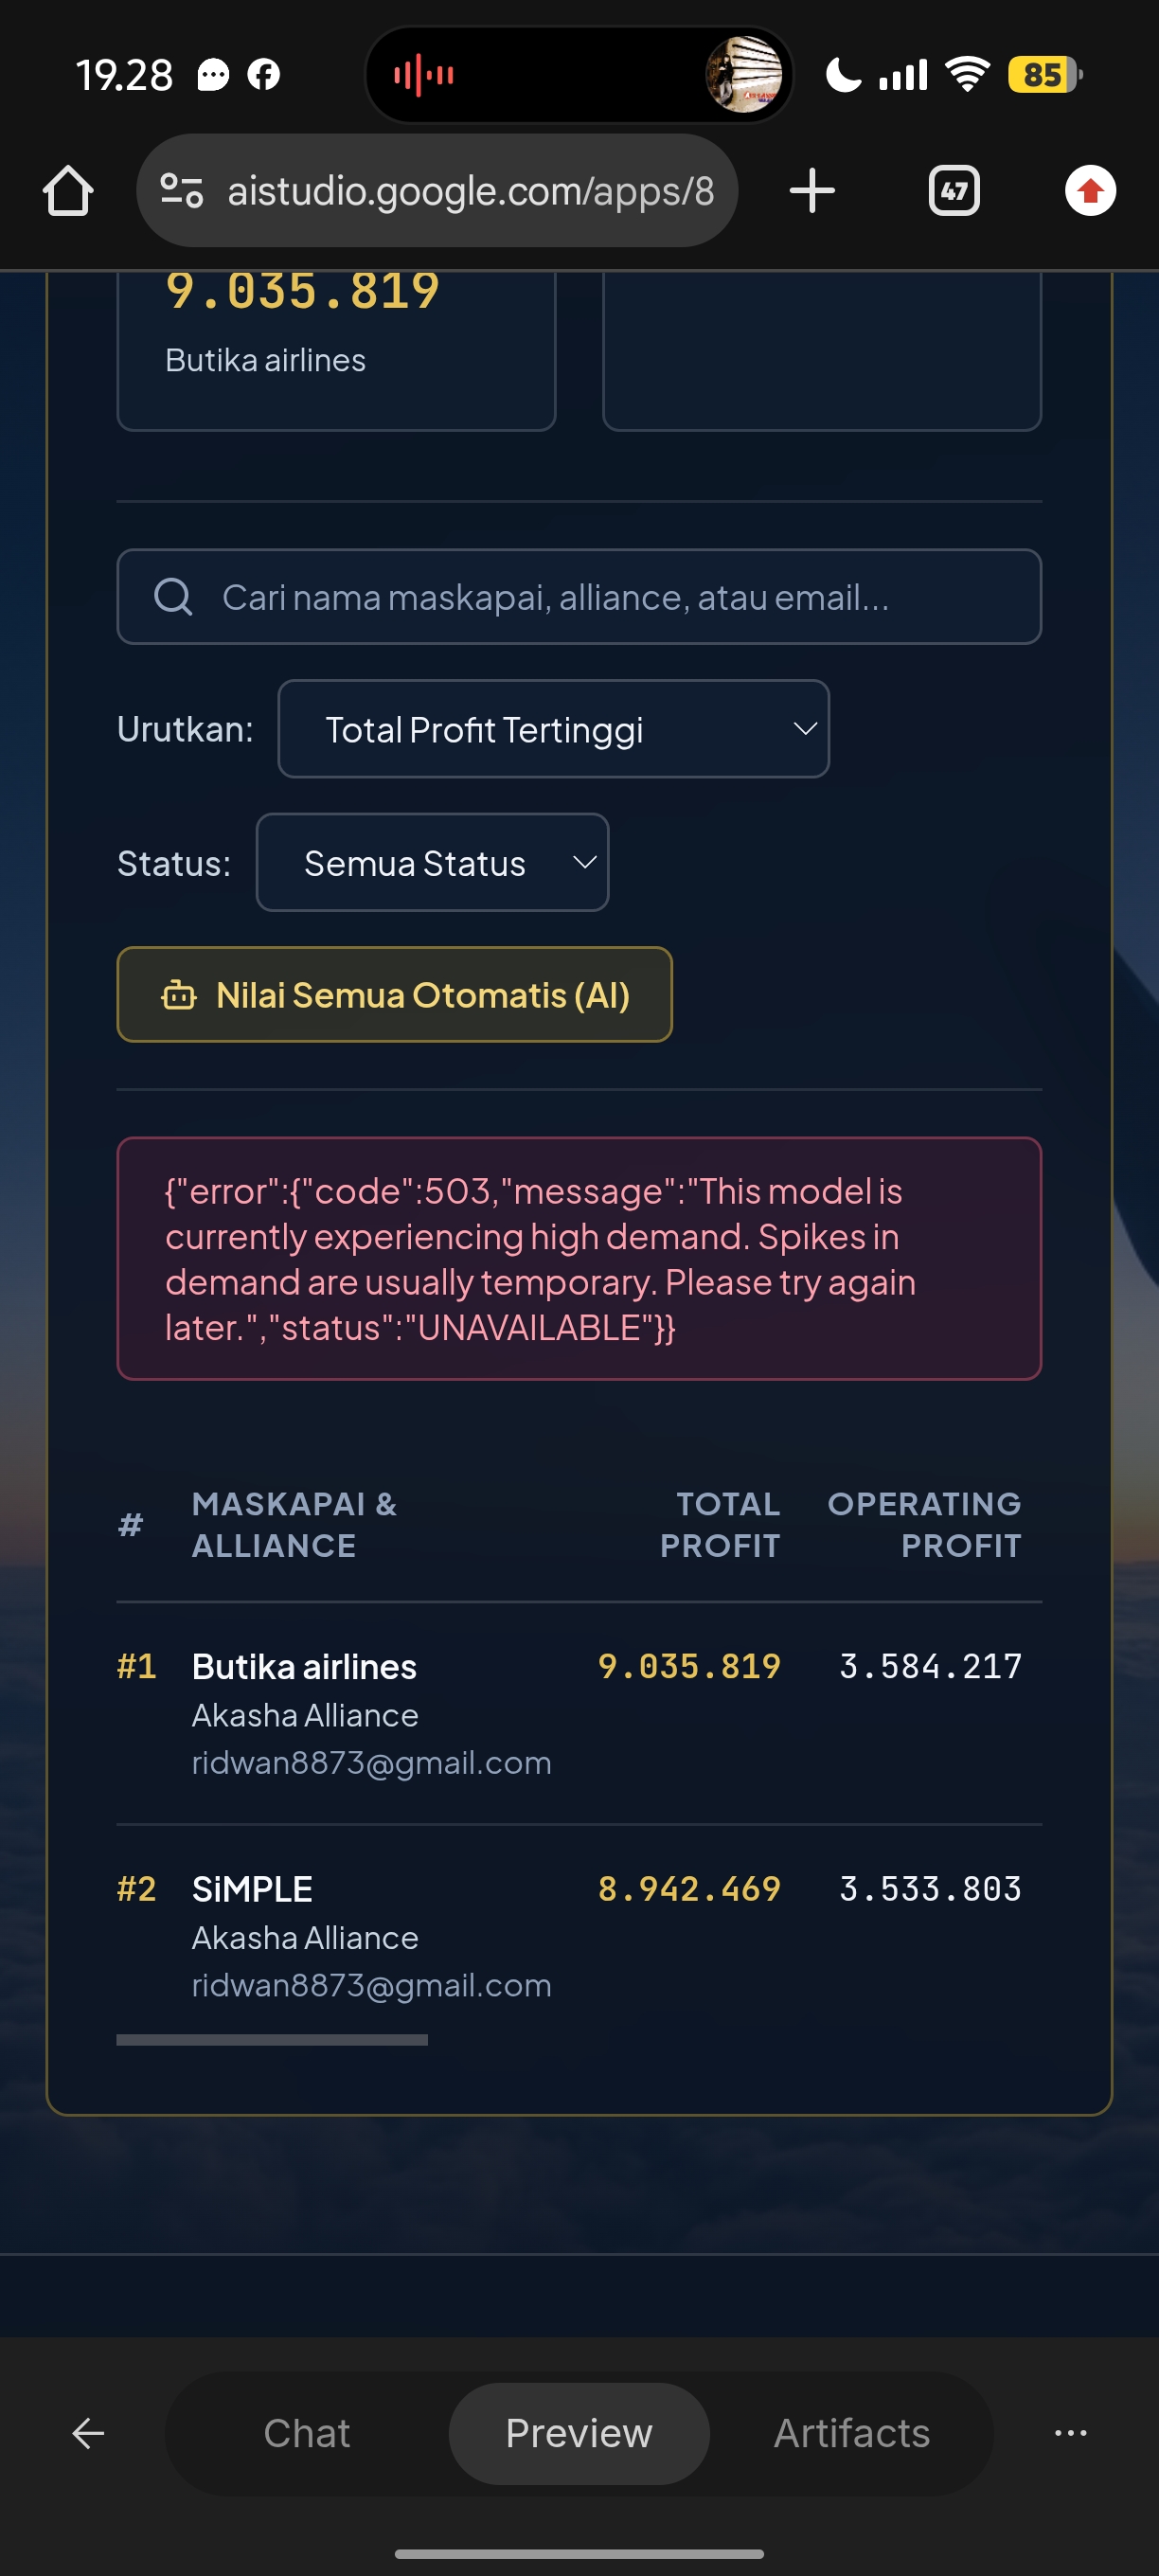 19.28
85
aistudio.google.com/apps/8
47
9.035.819
Butika airlines
Cari nama maskapai, alliance, atau email...
Urutkan: Total Profit Tertinggi
Status: Semua Status
Nilai Semua Otomatis (AI)
{"error":{"code":503,"message":"This model is
currently experiencing high demand. Spikes in
demand are usually temporary. Please try again
later.","status":"UNAVAILABLE"}}
# MASKAPAI & ALLIANCE TOTAL PROFIT OPERATING PROFIT
#1 Butika airlines 9.035.819 3.584.217
Akasha Alliance
ridwan8873@gmail.com
#2 SiMPLE 8.942.469 3.533.803
Akasha Alliance
ridwan8873@gmail.com
Chat Preview Artifacts